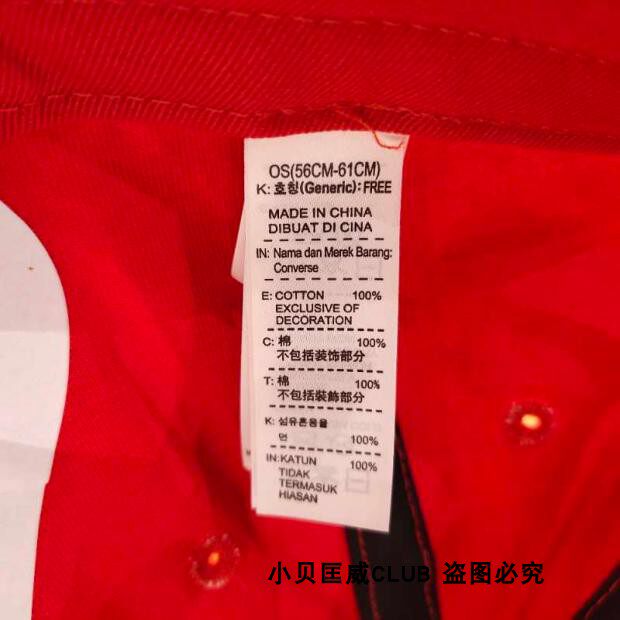 OS(56CM-61CM)
K: 호칭(Generic): FREE
MADE IN CHINA
DIBUAT DI CINA
IN: Nama dan Merek Barang:
Converse
E: COTTON 100%
EXCLUSIVE OF
DECORATION
C: 棉 100%
不包括装饰部分
T: 棉 100%
不包括裝飾部分
K: 섬유혼용율
면 100%
IN:KATUN 100%
TIDAK
TERMASUK
HIASAN
小贝匡威CLUB 盗图必究